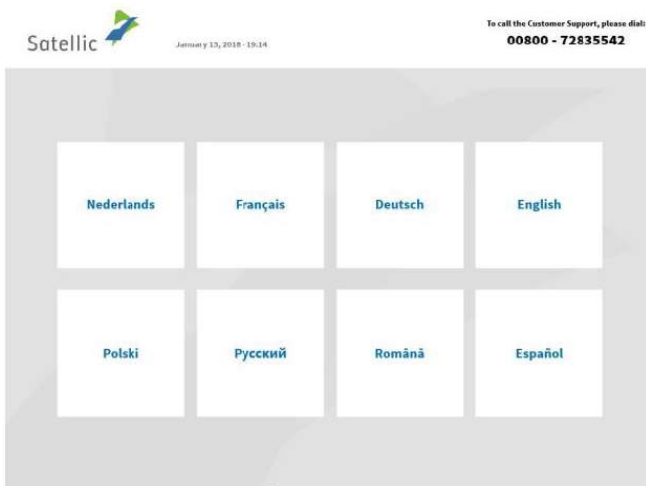 To call the Customer Support, please dial:
Satellic
January 13, 2018 - 19:14
00800 - 72835542
Nederlands
Français
Deutsch
English
Polski
Русский
Română
Español